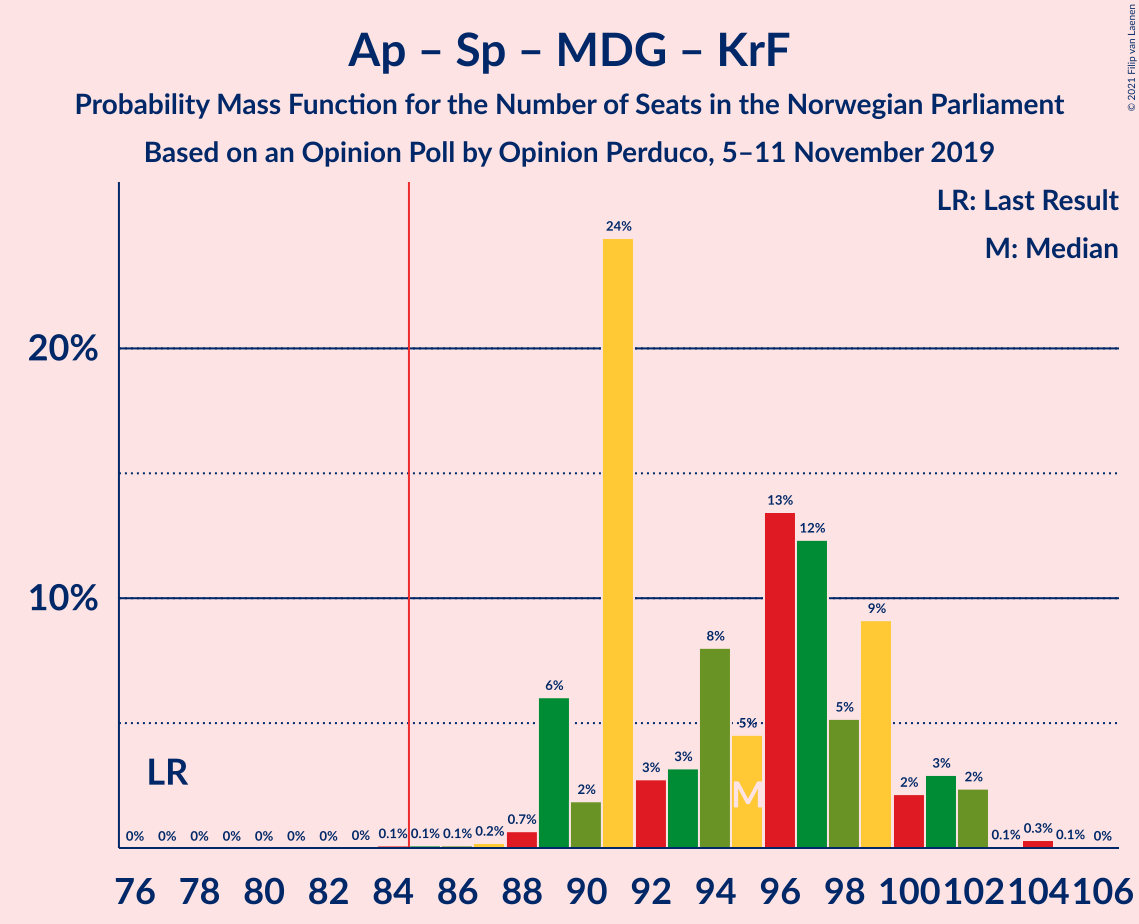 Ap – Sp – MDG – KrF
Probability Mass Function for the Number of Seats in the Norwegian Parliament
Based on an Opinion Poll by Opinion Perduco, 5–11 November 2019
© 2021 Filip van Laenen
LR: Last Result
M: Median
20%
10%
24%
13%
12%
9%
8%
6%
5%
5%
3%
3%
3%
2%
2%
2%
LR
M
0% 0% 0% 0% 0% 0% 0% 0% 0.1% 0.1% 0.1% 0.2% 0.7% 0.1% 0.3% 0.1% 0%
76 78 80 82 84 86 88 90 92 94 96 98 100 102 104 106